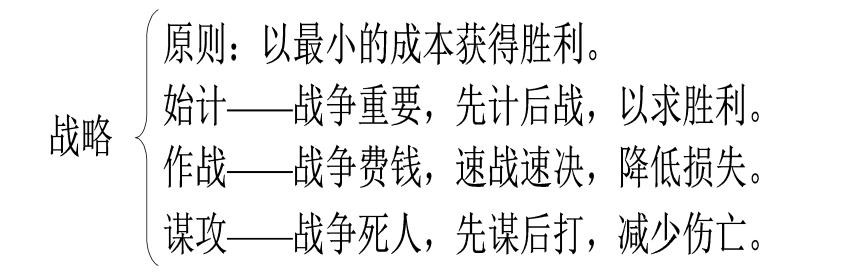 战略
原则：以最小的成本获得胜利。
始计——战争重要，先计后战，以求胜利。
作战——战争费钱，速战速决，降低损失。
谋攻——战争死人，先谋后打，减少伤亡。